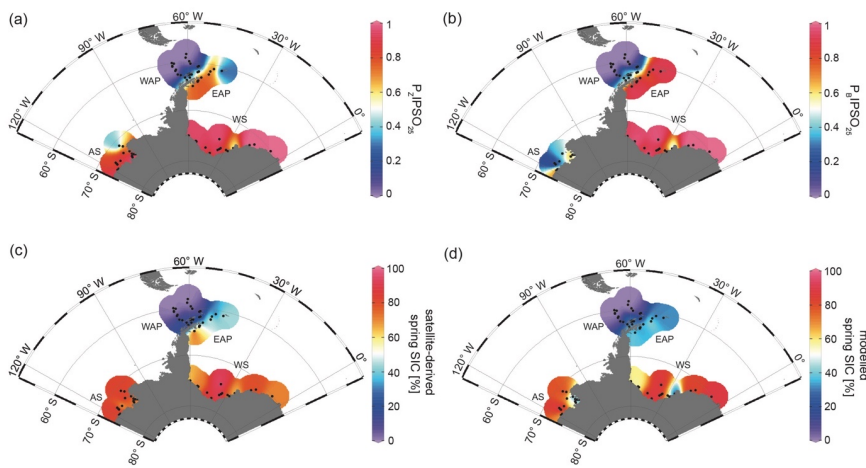 (a)
60° W
90° W
30° W
120° W
0°
60° S
70° S
80° S
WAP
EAP
WS
AS
1
0.8
0.6
0.4
0.2
0
PZIPSO25
(b)
60° W
90° W
30° W
120° W
0°
60° S
70° S
80° S
WAP
EAP
WS
AS
1
0.8
0.6
0.4
0.2
0
PBIPSO25
(c)
60° W
90° W
30° W
120° W
0°
60° S
70° S
80° S
WAP
EAP
WS
AS
100
80
60
40
20
0
satellite-derived
spring SIC [%]
(d)
60° W
90° W
30° W
120° W
0°
60° S
70° S
80° S
WAP
EAP
WS
AS
100
80
60
40
20
0
modelled
spring SIC [%]